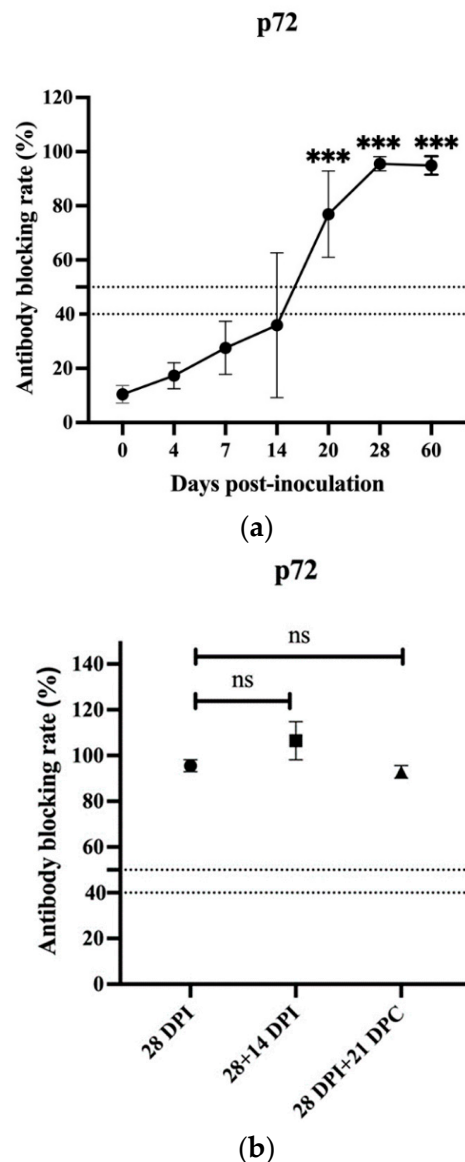 p72
Antibody blocking rate (%)
120
100
80
60
40
20
0
*** *** ***
0 4 7 14 20 28 60
Days post-inoculation
(a)
p72
Antibody blocking rate (%)
140
120
100
80
60
40
20
0
ns
ns
28 DPI
28+14 DPI
28 DPI+21 DPC
(b)